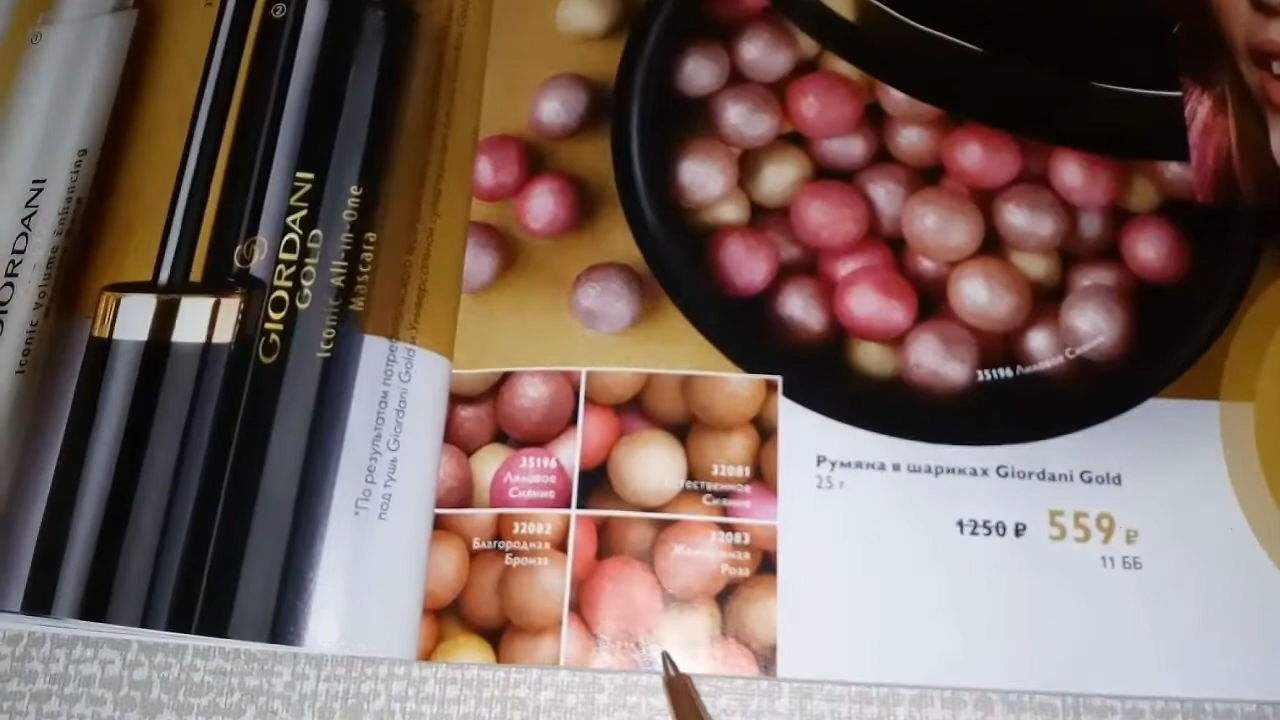 ①
②
GIORDANI
Iconic Volume Enhancing
GIORDANI
GOLD
Iconic All-in-One
Mascara
*По результатам
под тушь Giordani Gold и
35196 Лиловое Сияние
35196
Лиловое
Сияние
32081
Естественное
Сияние
32082
Благородная
Бронза
32083
Роза
Румяна в шариках Giordani Gold
25 г.
1250 ₽ 559 ₽
11 ББ